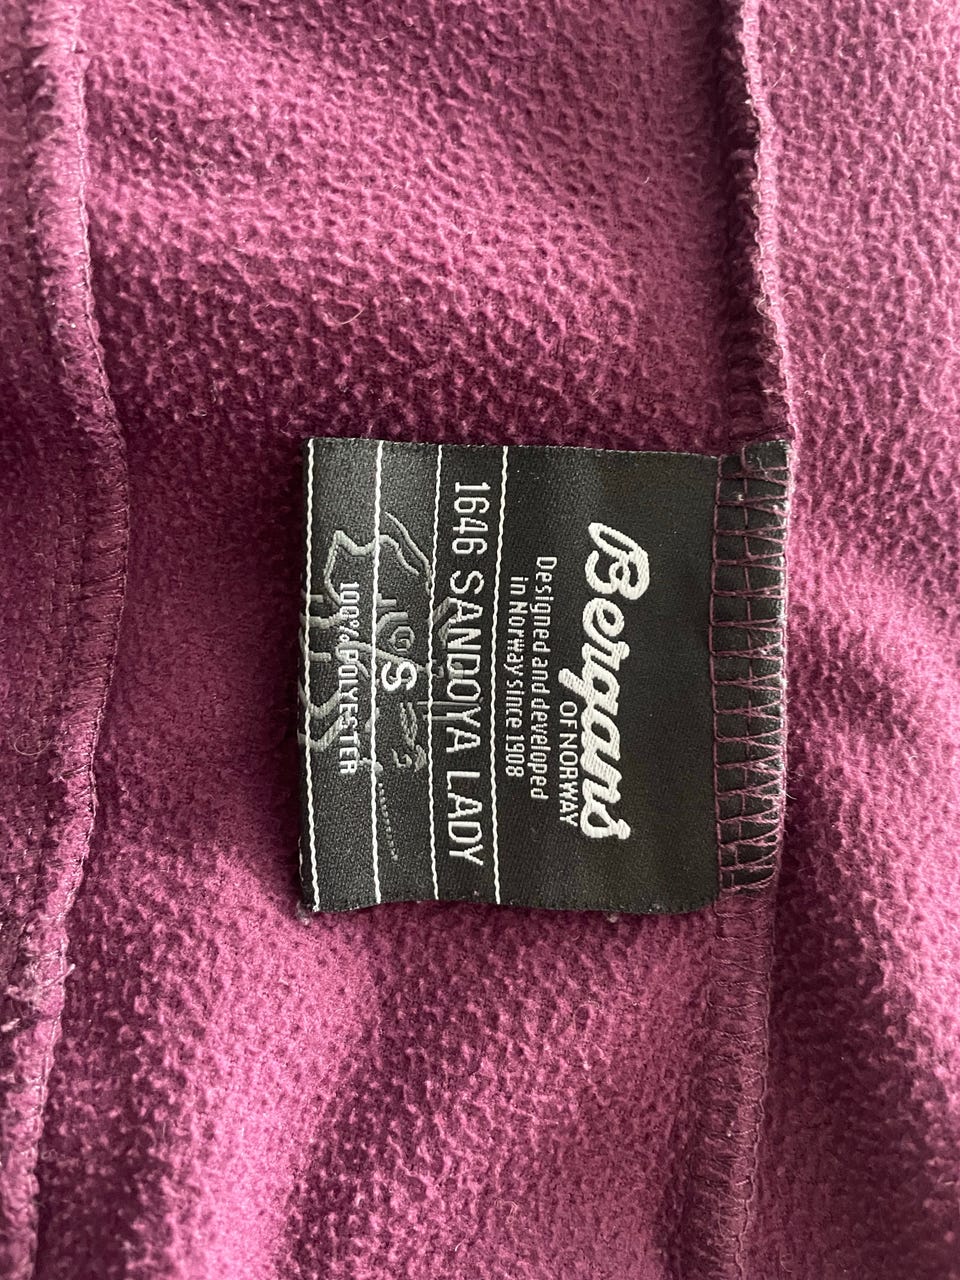 Bergans
OF NORWAY
Designed and developed
in Norway since 1908
1646 SANDOYA LADY
S
100% POLYESTER